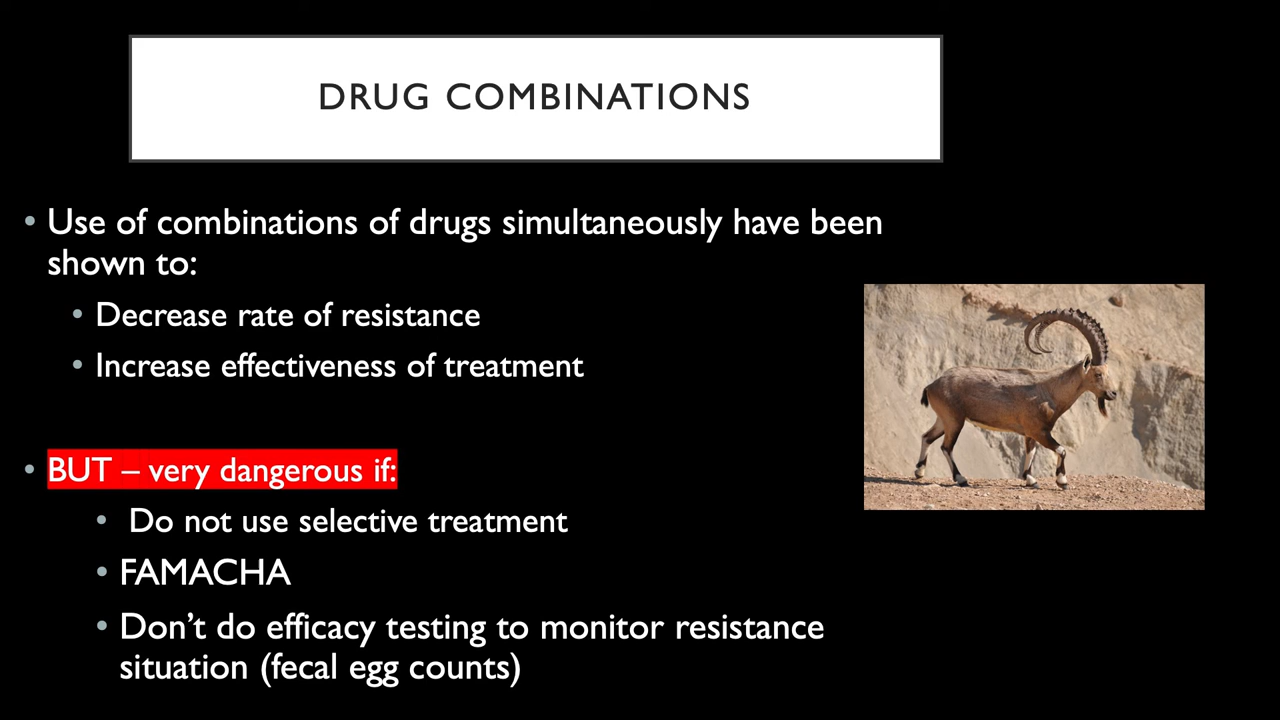 DRUG COMBINATIONS
• Use of combinations of drugs simultaneously have been
shown to:
• Decrease rate of resistance
• Increase effectiveness of treatment
• BUT – very dangerous if:
• Do not use selective treatment
• FAMACHA
• Don’t do efficacy testing to monitor resistance
situation (fecal egg counts)